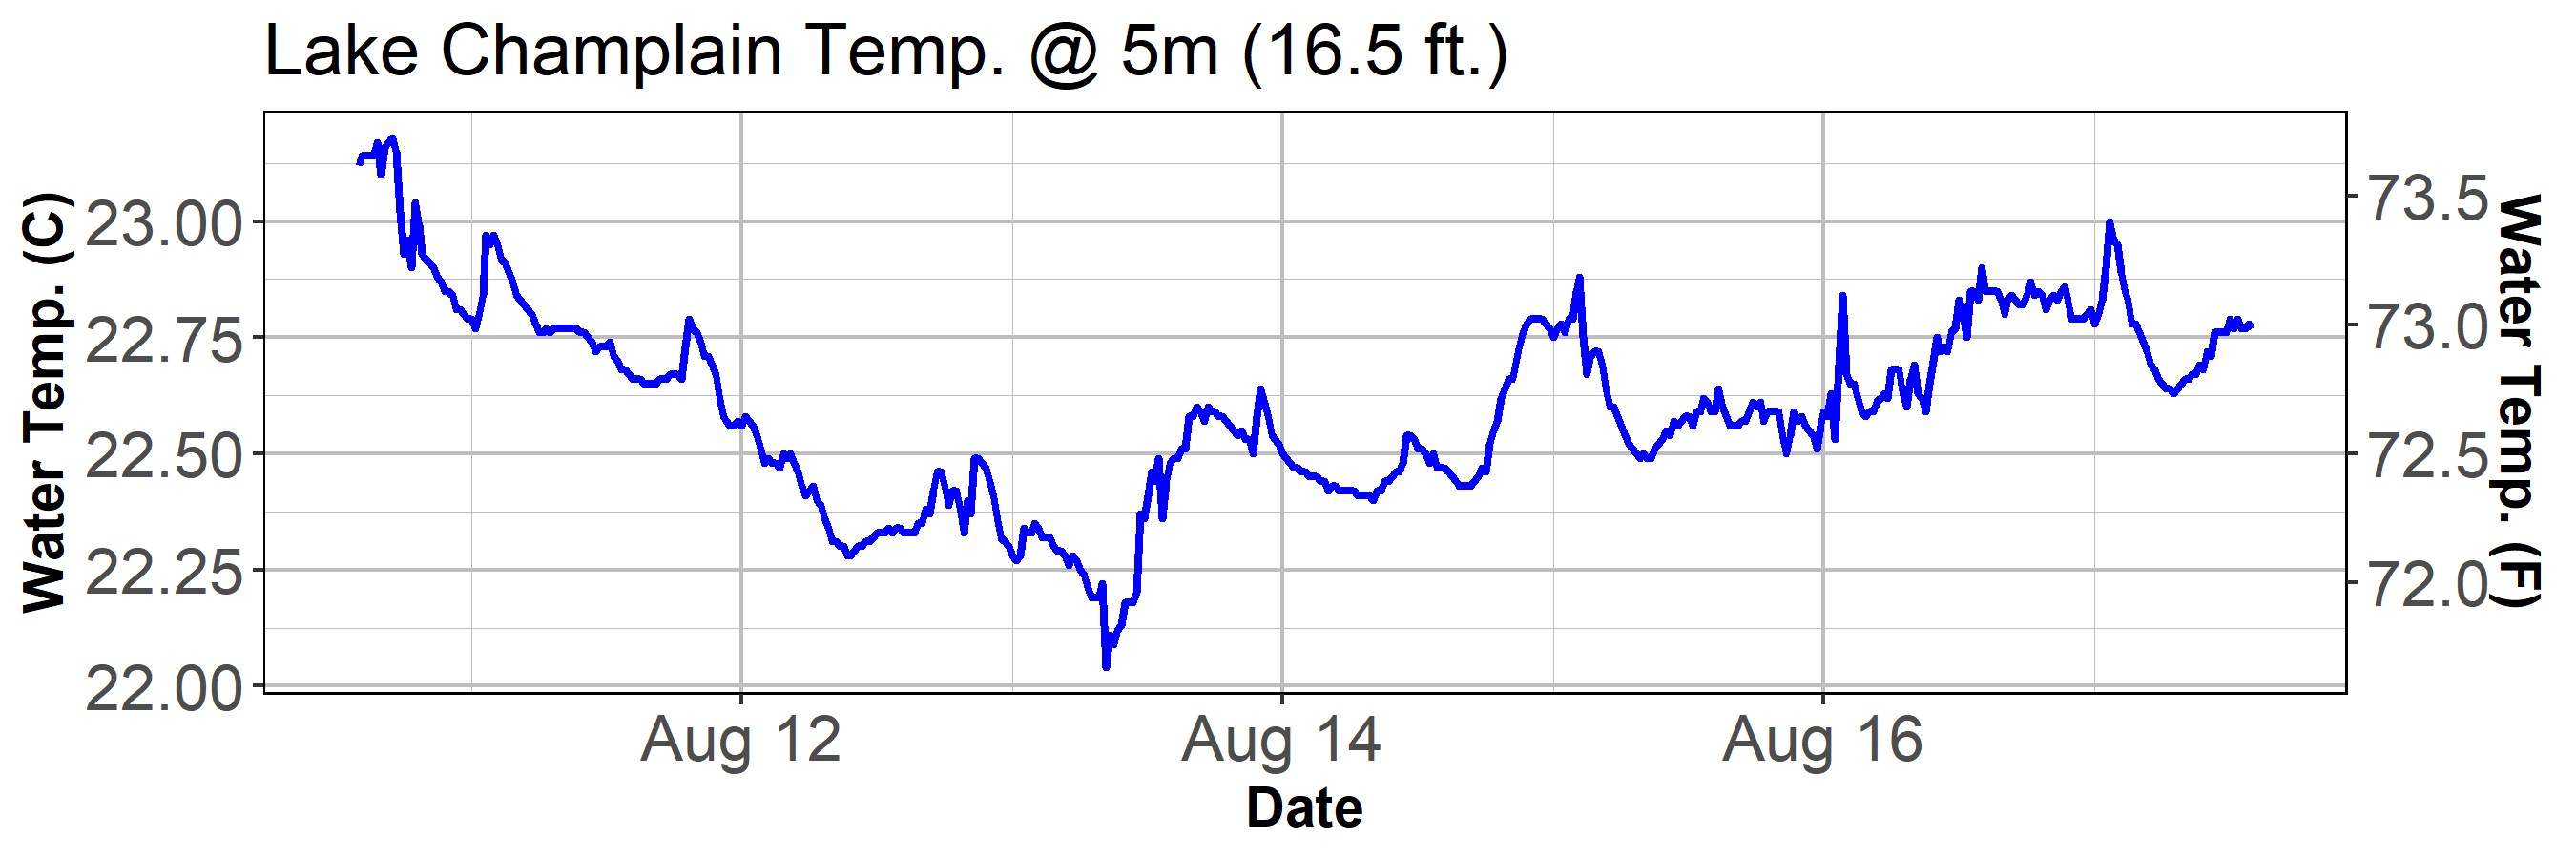 Lake Champlain Temp. @ 5m (16.5 ft.)
Water Temp. (C)
23.00
22.75
22.50
22.25
22.00
73.5
73.0
72.5
72.0
Water Temp. (F)
Aug 12
Aug 14
Aug 16
Date